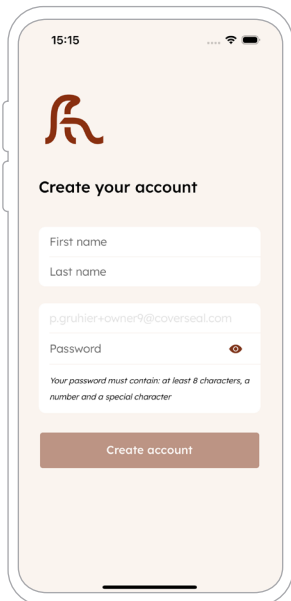 15:15
Create your account
First name
Last name
p.gruhier+owner9@coverseal.com
Password
Your password must contain: at least 8 characters, a
number and a special character
Create account